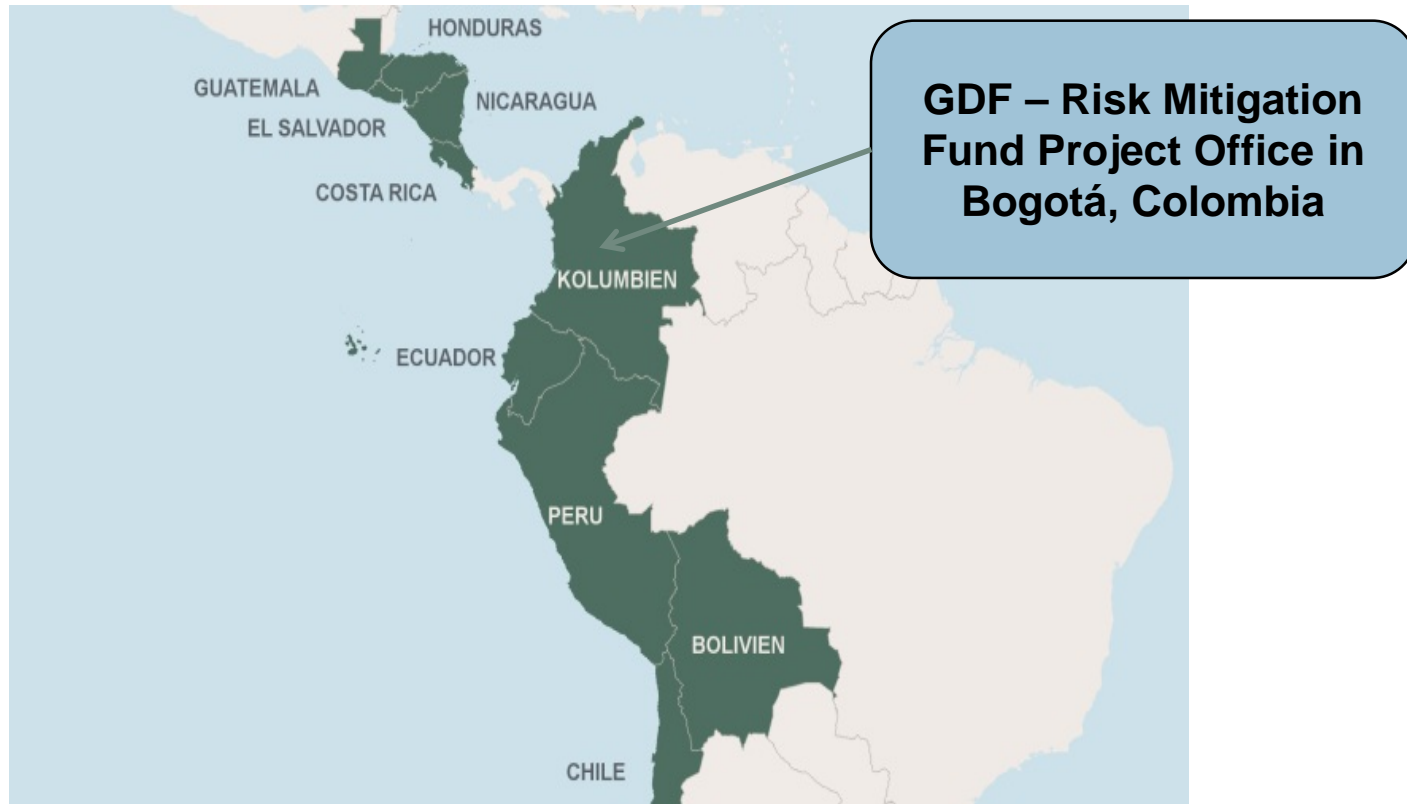 HONDURAS
GUATEMALA
NICARAGUA
EL SALVADOR
COSTA RICA
GDF – Risk Mitigation
Fund Project Office in
Bogotá, Colombia
KOLUMBIEN
ECUADOR
PERU
BOLIVIEN
CHILE